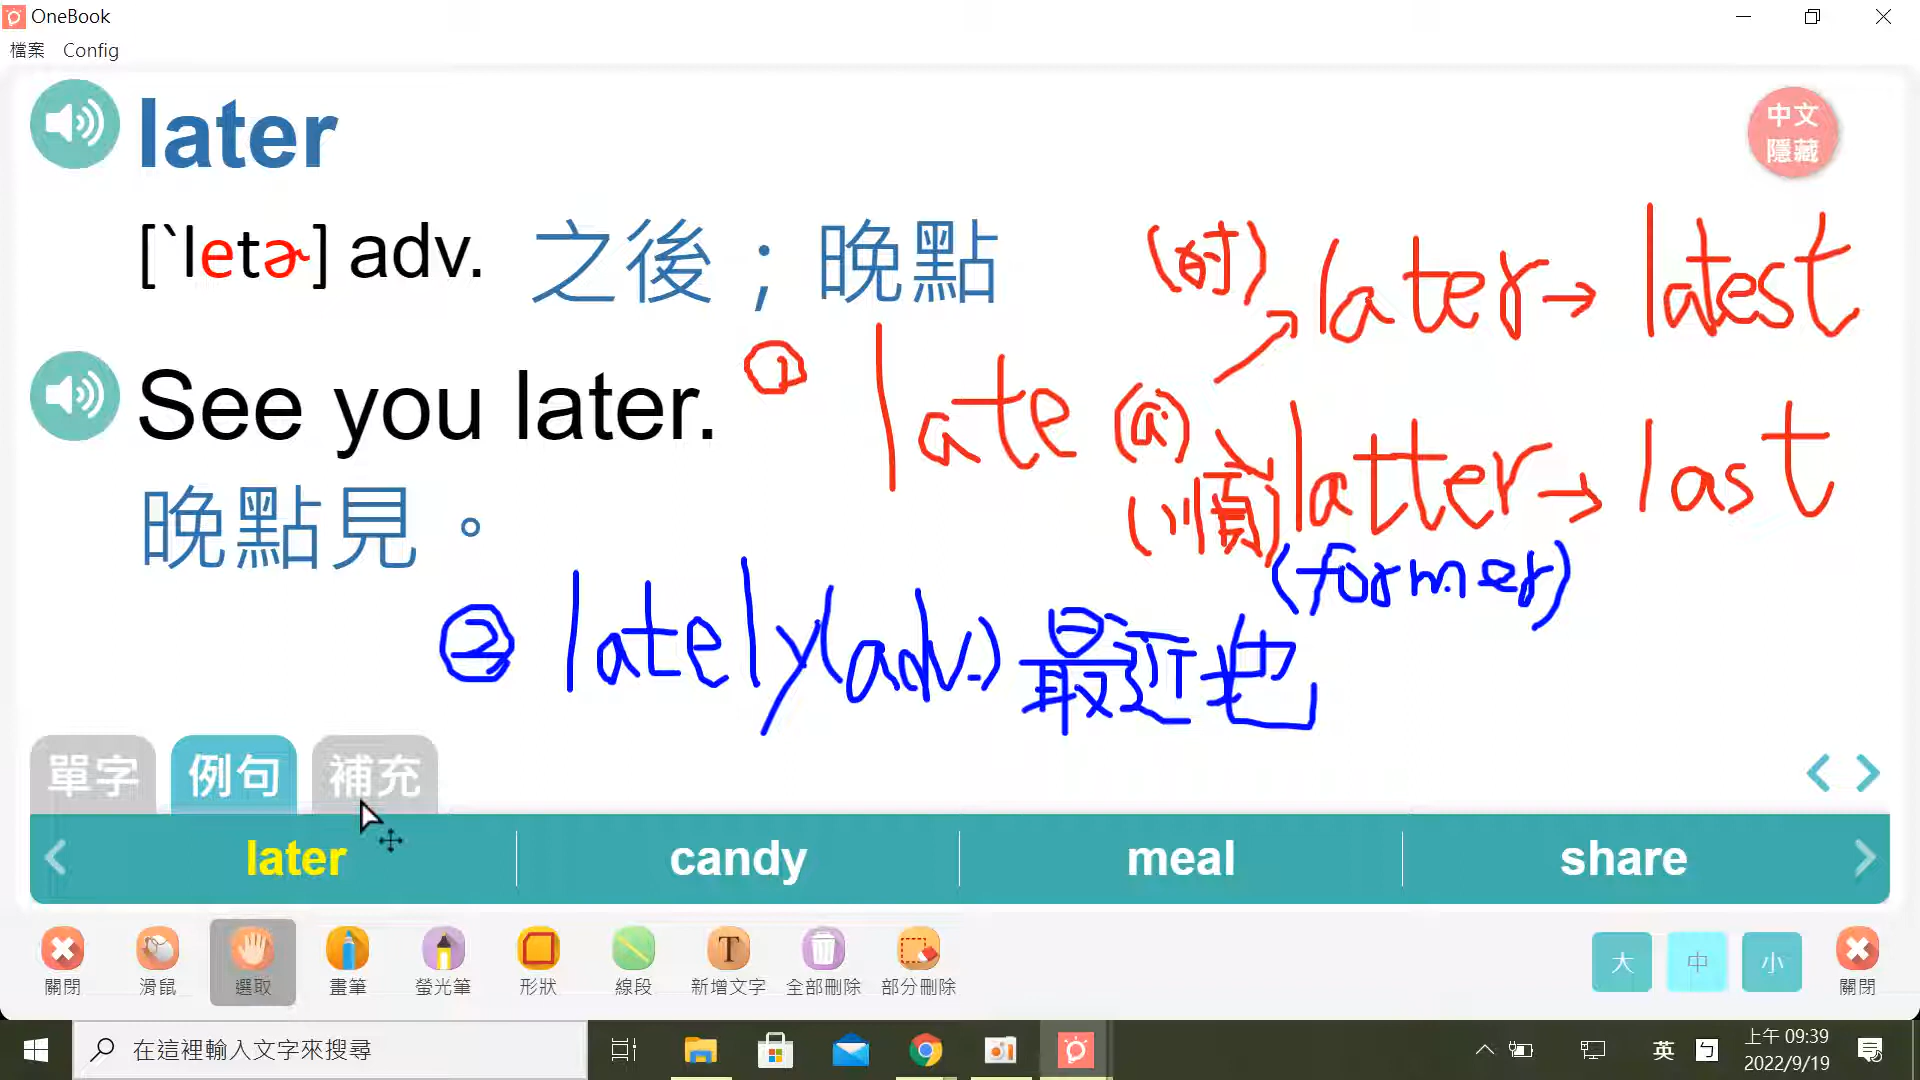 OneBook
檔案 Config
later
中文
隱藏
[ˋletɚ] adv. 之後；晚點
(时) later→ latest
① late (a.)
See you later.
(順) latter→ last
晚點見。
(former)
② lately(adv.) 最近地
單字 例句 補充
later candy meal share
關閉 滑鼠 選取 畫筆 螢光筆 形狀 線段 新增文字 全部刪除 部分刪除 大 中 小 關閉
在這裡輸入文字來搜尋
英 ㄅ
上午 09:39
2022/9/19